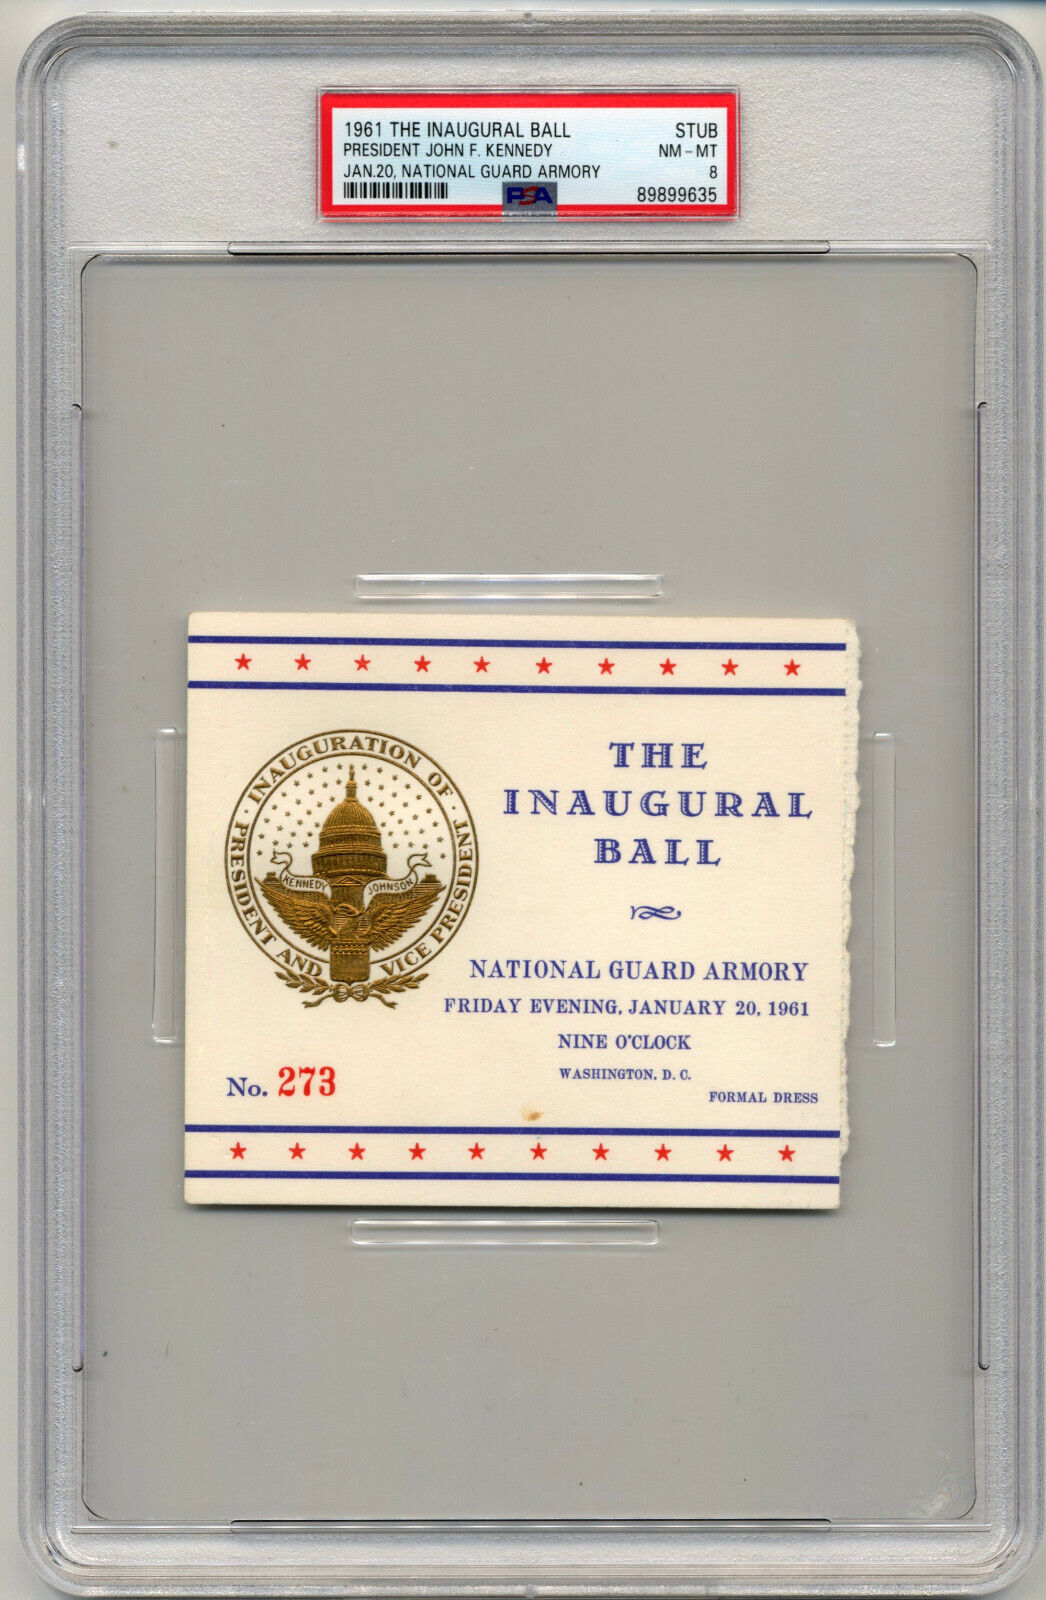 1961 THE INAUGURAL BALL STUB
PRESIDENT JOHN F. KENNEDY NM - MT
JAN.20, NATIONAL GUARD ARMORY 8
PSA 89899635
INAUGURATION OF
PRESIDENT AND VICE PRESIDENT
KENNEDY JOHNSON
THE
INAUGURAL
BALL
NATIONAL GUARD ARMORY
FRIDAY EVENING, JANUARY 20, 1961
NINE O'CLOCK
WASHINGTON, D. C.
FORMAL DRESS
No. 273